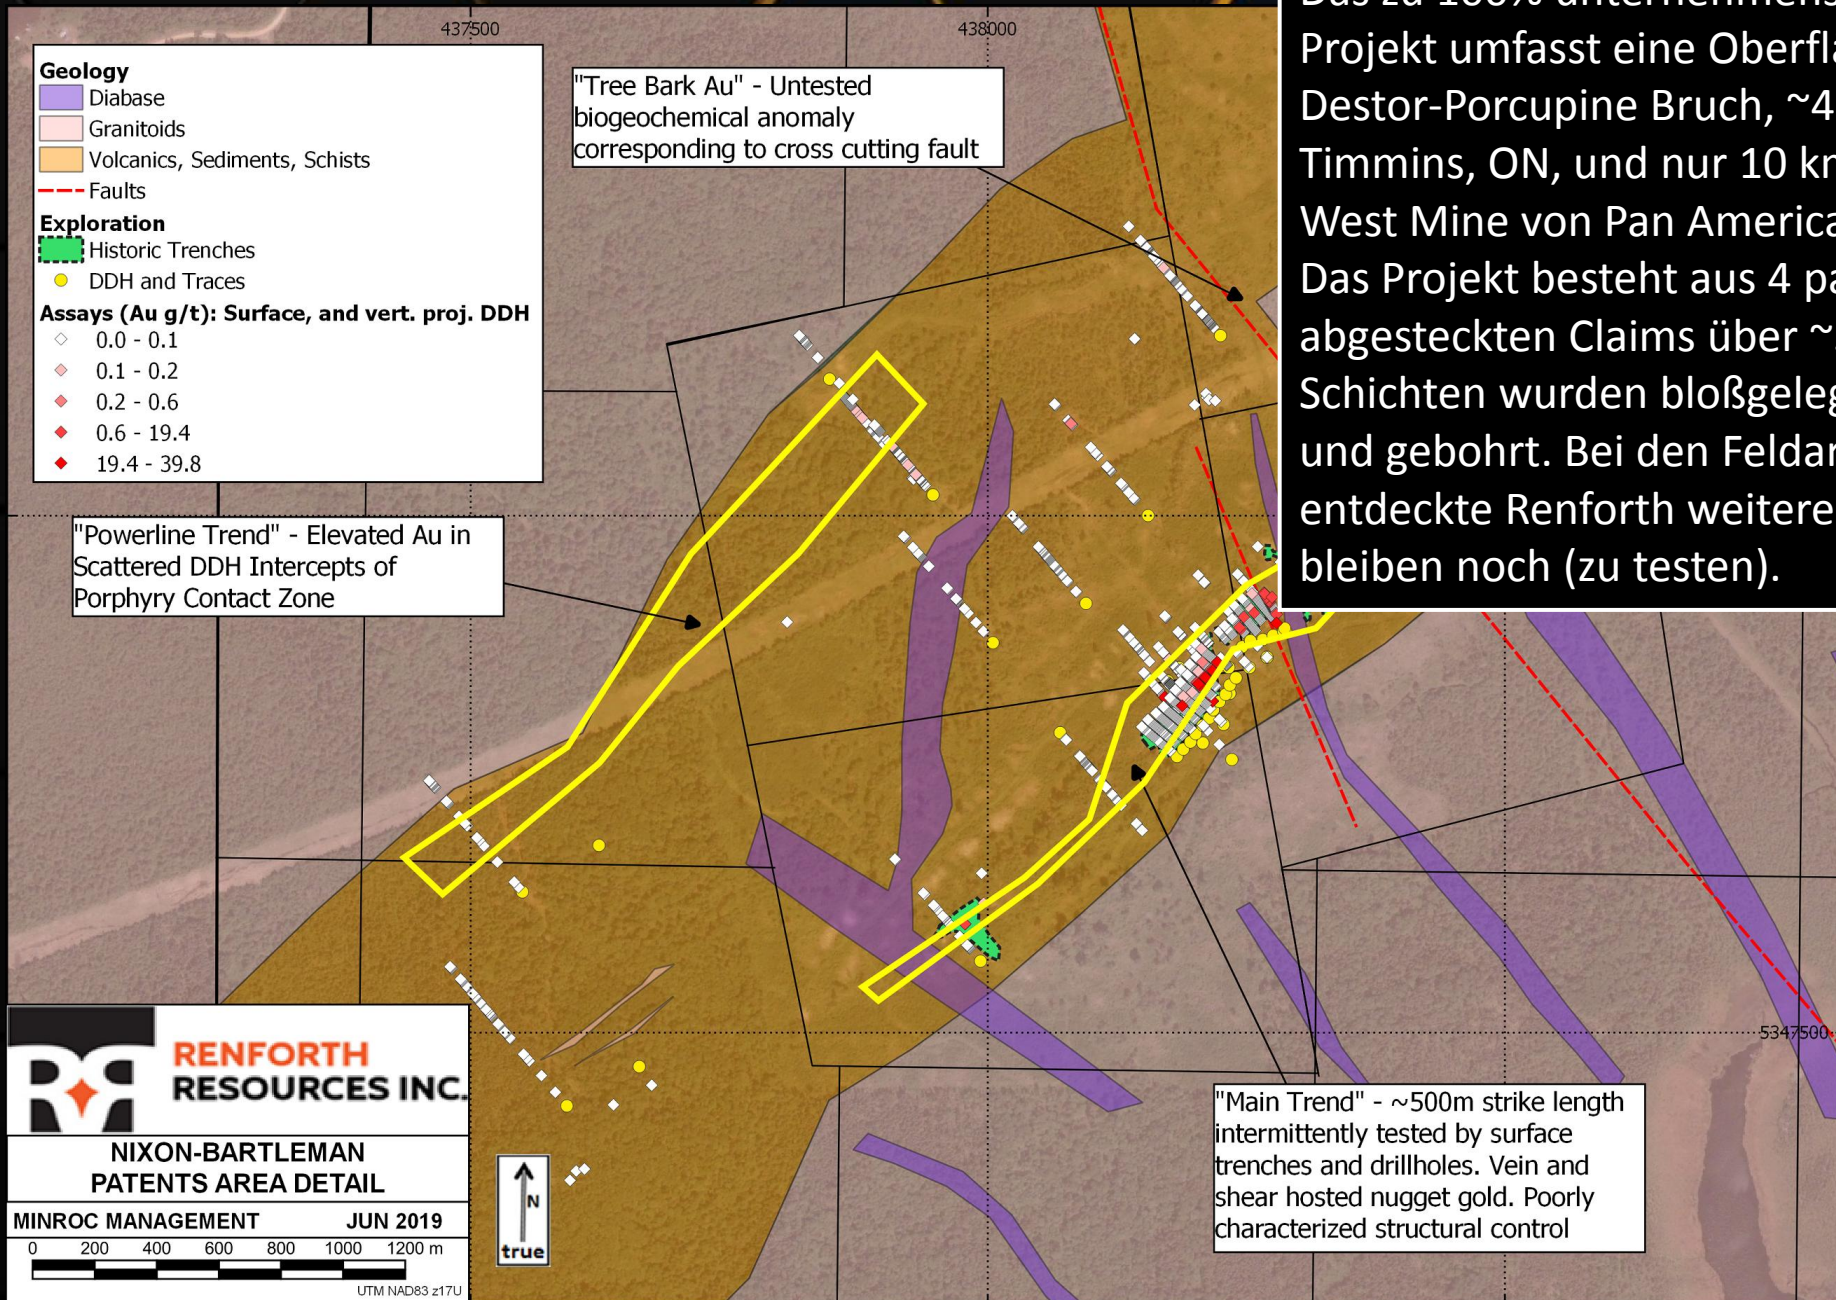 437500
438000
Geology
Diabase
Granitoids
Volcanics, Sediments, Schists
Faults
Exploration
Historic Trenches
DDH and Traces
Assays (Au g/t): Surface, and vert. proj. DDH
0.0 - 0.1
0.1 - 0.2
0.2 - 0.6
0.6 - 19.4
19.4 - 39.8
"Tree Bark Au" - Untested
biogeochemical anomaly
corresponding to cross cutting fault
Projekt umfasst eine
Destor-Porcupine Bruch,
Timmins, ON, und nur 10
West Mine von Pan
Das Projekt besteht aus 4
abgesteckten Claims über
Schichten wurden
und gebohrt. Bei den
entdeckte Renforth weitere
bleiben noch (zu testen).
"Powerline Trend" - Elevated Au in
Scattered DDH Intercepts of
Porphyry Contact Zone
5347500
"Main Trend" - ~500m strike length
intermittently tested by surface
trenches and drillholes. Vein and
shear hosted nugget gold. Poorly
characterized structural control
RENFORTH
RESOURCES INC.
NIXON-BARTLEMAN
PATENTS AREA DETAIL
MINROC MANAGEMENT JUN 2019
0 200 400 600 800 1000 1200 m
UTM NAD83 z17U
N
true